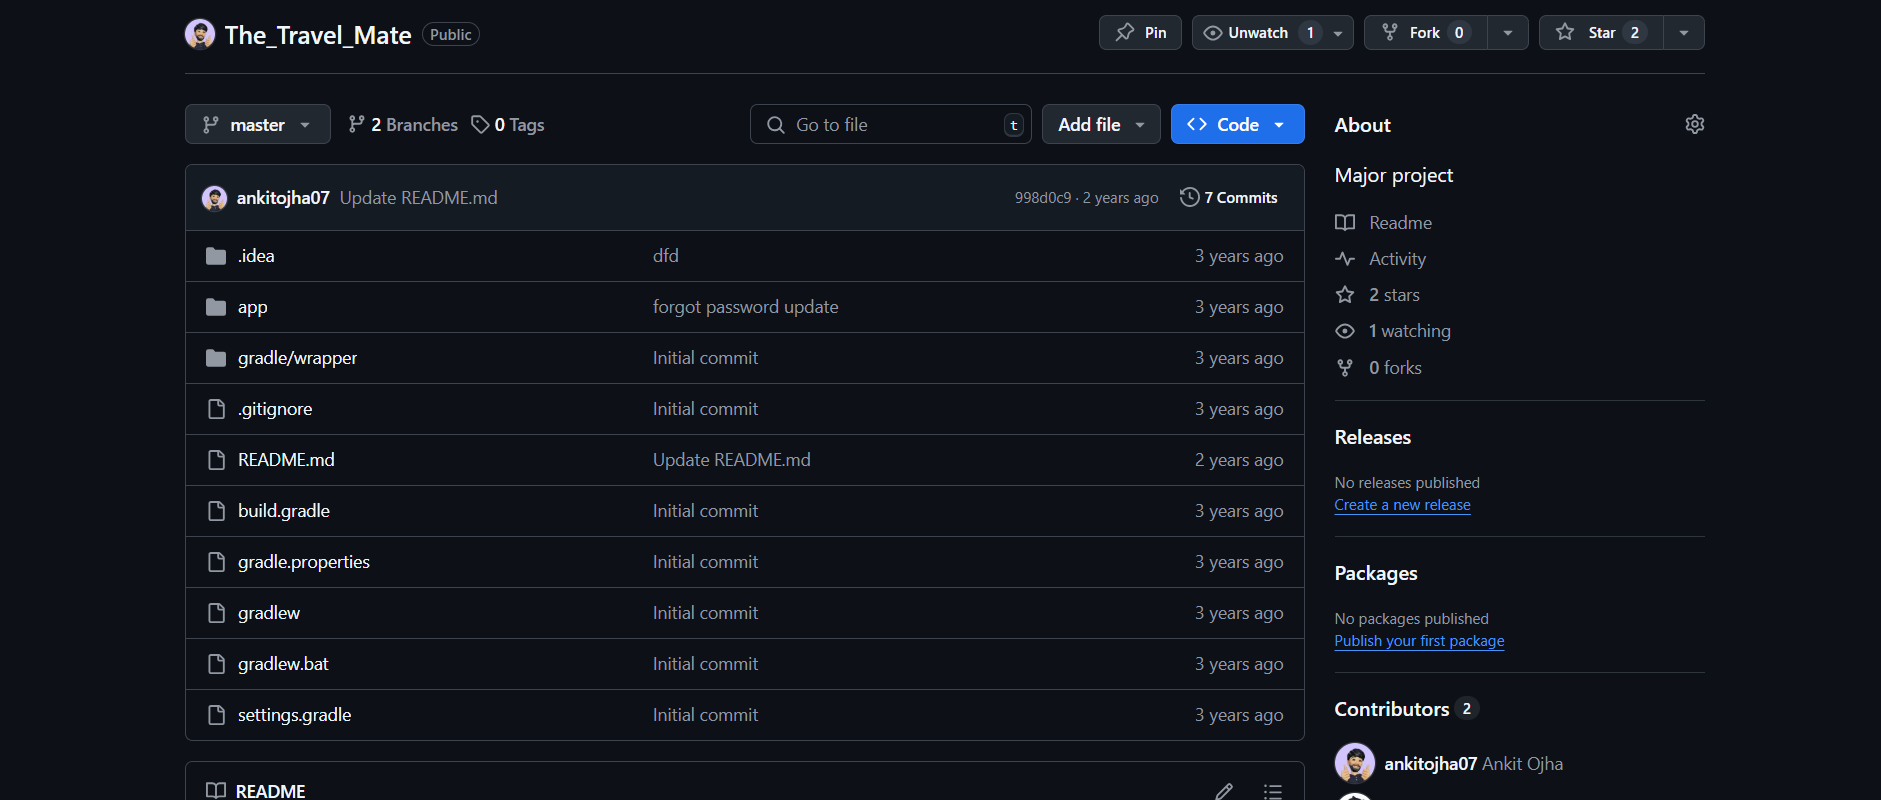 The_Travel_Mate Public
Pin Unwatch 1 Fork 0 Star 2
master 2 Branches 0 Tags Go to file t Add file Code
ankitojha07 Update README.md 998d0c9 · 2 years ago 7 Commits
.idea dfd 3 years ago
app forgot password update 3 years ago
gradle/wrapper Initial commit 3 years ago
.gitignore Initial commit 3 years ago
README.md Update README.md 2 years ago
build.gradle Initial commit 3 years ago
gradle.properties Initial commit 3 years ago
gradlew Initial commit 3 years ago
gradlew.bat Initial commit 3 years ago
settings.gradle Initial commit 3 years ago
README
About
Major project
Readme
Activity
2 stars
1 watching
0 forks
Releases
No releases published
Create a new release
Packages
No packages published
Publish your first package
Contributors 2
ankitojha07 Ankit Ojha